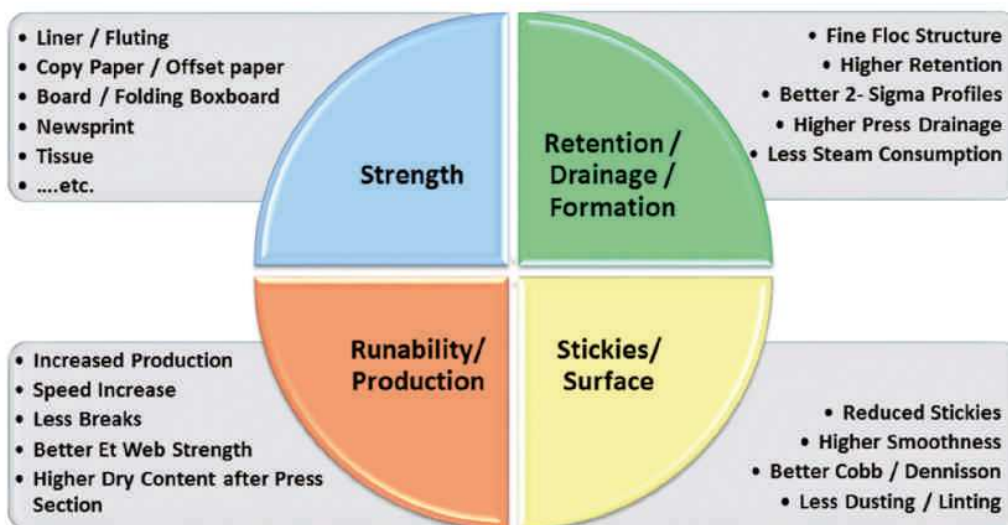 • Liner / Fluting
• Copy Paper / Offset paper
• Board / Folding Boxboard
• Newsprint
• Tissue
• ....etc.
Strength
Retention /
Drainage /
Formation
• Fine Floc Structure
• Higher Retention
• Better 2- Sigma Profiles
• Higher Press Drainage
• Less Steam Consumption
• Increased Production
• Speed Increase
• Less Breaks
• Better Et Web Strength
• Higher Dry Content after Press
Section
Runability/
Production
Stickies/
Surface
• Reduced Stickies
• Higher Smoothness
• Better Cobb / Dennisson
• Less Dusting / Linting